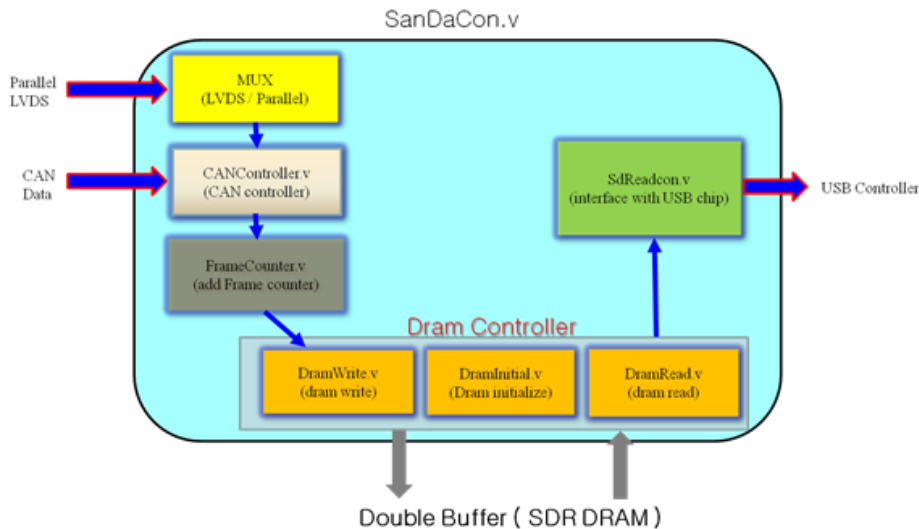 SanDaCon.v
Parallel
LVDS
MUX
(LVDS / Parallel)
CAN
Data
CANController.v
(CAN controller)
FrameCounter.v
(add Frame counter)
SdReadcon.v
(interface with USB chip)
USB Controller
Dram Controller
DramWrite.v
(dram write)
DramInitial.v
(Dram initialize)
DramRead.v
(dram read)
Double Buffer ( SDR DRAM )